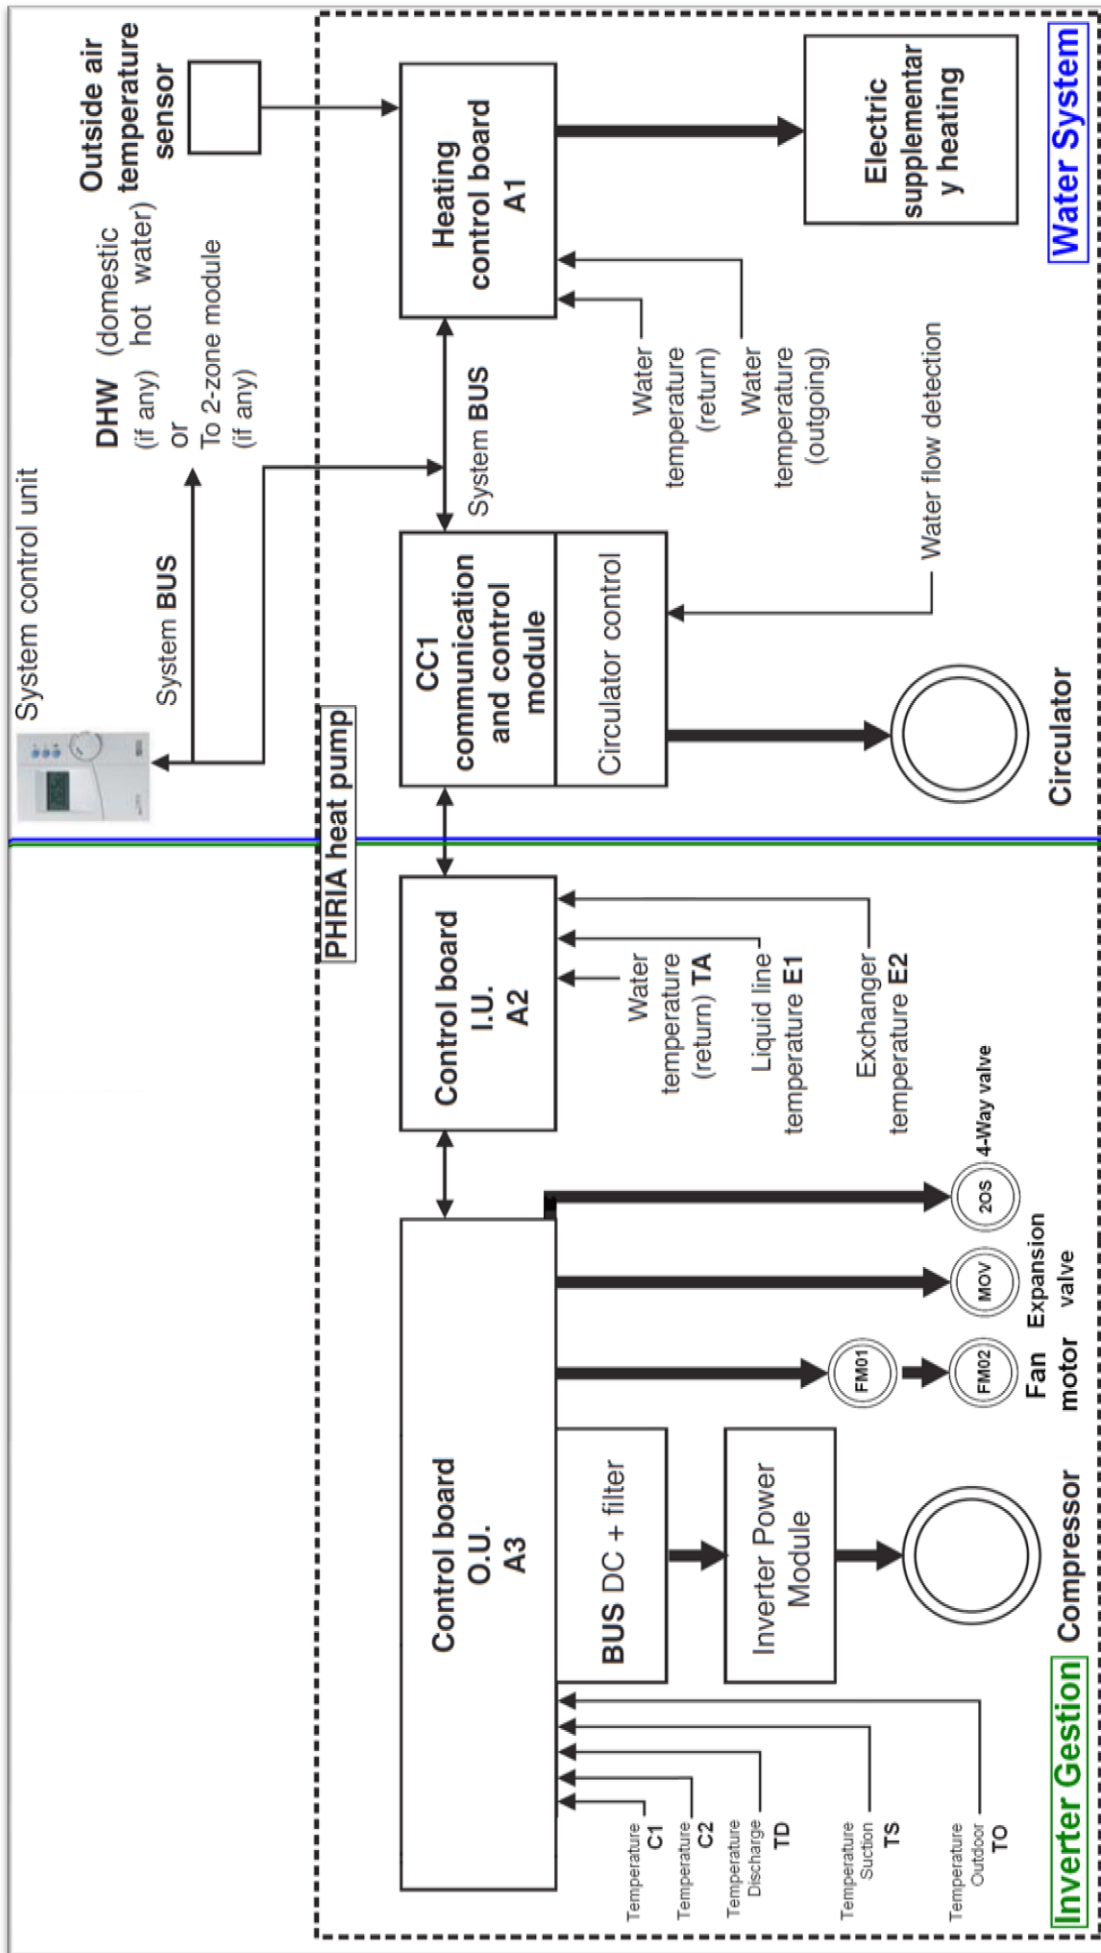 System control unit
System BUS
DHW (domestic
(if any) hot water)
or
To 2-zone module
(if any)
Outside air
temperature
sensor
PHRIA heat pump
Control board
O.U.
A3
Control board
I.U.
A2
CC1
communication
and control
module
Circulator control
System BUS
Heating
control board
A1
BUS DC + filter
Inverter Power
Module
Compressor
Temperature
C1
Temperature
C2
Temperature
Discharge
TD
Temperature
Suction
TS
Temperature
Outdoor
TO
FM01
FM02
Fan
motor
MOV
Expansion
valve
2OS
4-Way valve
Water
temperature
(return) TA
Liquid line
temperature E1
Exchanger
temperature E2
Circulator
Water flow detection
Water
temperature
(return)
Water
temperature
(outgoing)
Electric
supplementar
y heating
Inverter Gestion
Water System